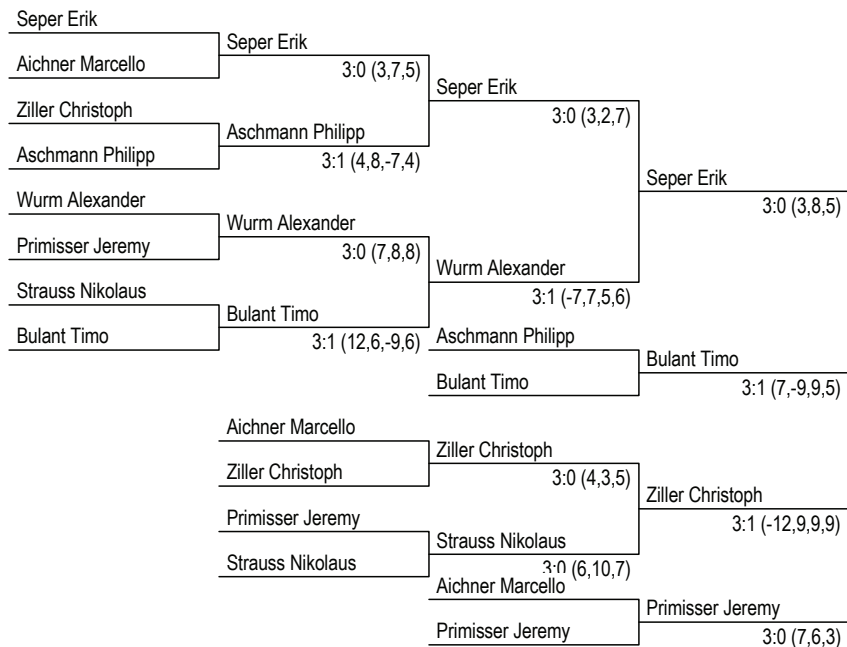 Seper Erik
Seper Erik
Aichner Marcello
3:0 (3,7,5)
Seper Erik
Ziller Christoph
3:0 (3,2,7)
Aschmann Philipp
Aschmann Philipp
3:1 (4,8,-7,4)
Seper Erik
Wurm Alexander
3:0 (3,8,5)
Wurm Alexander
Primisser Jeremy
3:0 (7,8,8)
Wurm Alexander
Strauss Nikolaus
3:1 (-7,7,5,6)
Bulant Timo
Bulant Timo
3:1 (12,6,-9,6)
Aschmann Philipp
Bulant Timo
Bulant Timo
3:1 (7,-9,9,5)
Aichner Marcello
Ziller Christoph
Ziller Christoph
3:0 (4,3,5)
Ziller Christoph
Primisser Jeremy
3:1 (-12,9,9,9)
Strauss Nikolaus
Strauss Nikolaus
3:0 (6,10,7)
Aichner Marcello
Primisser Jeremy
Primisser Jeremy
3:0 (7,6,3)